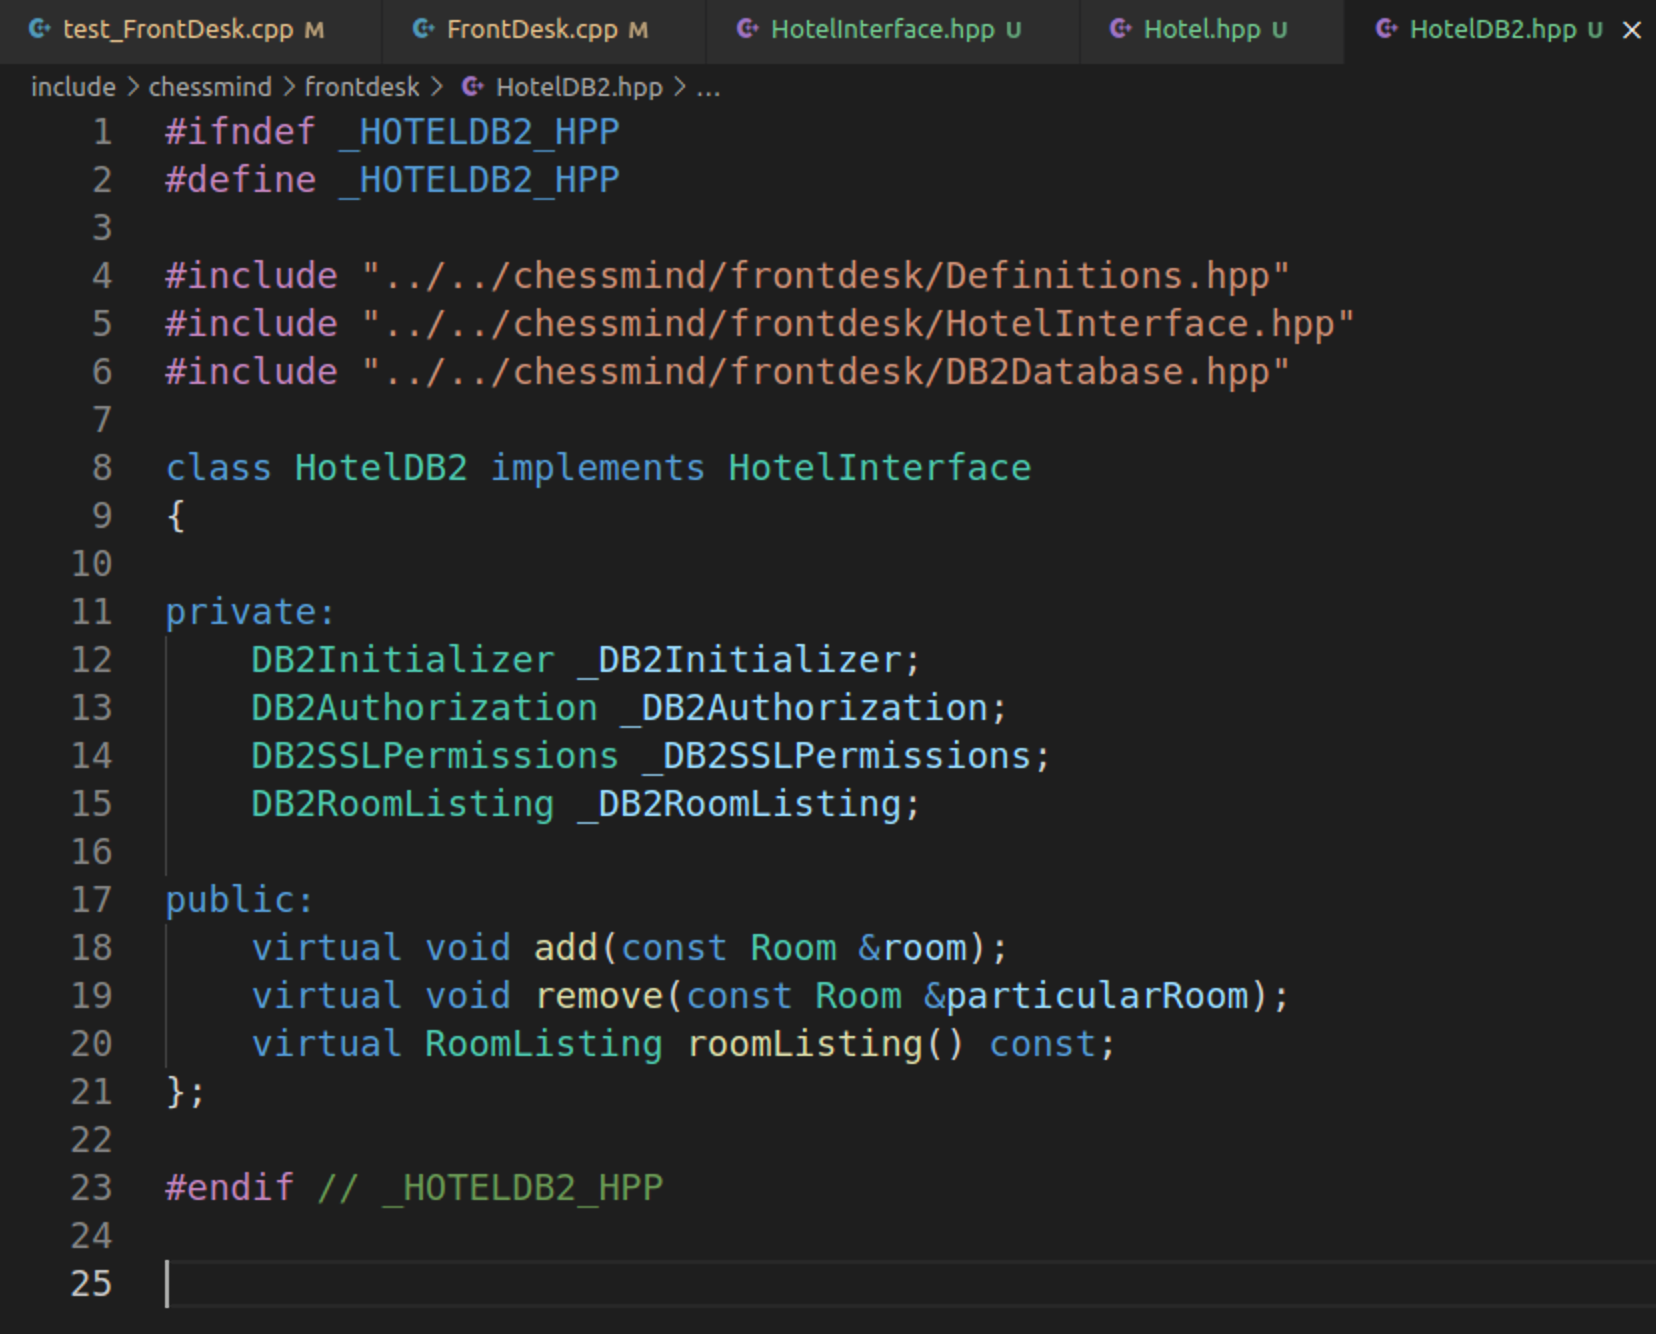 test_FrontDesk.cpp M FrontDesk.cpp M HotelInterface.hpp U Hotel.hpp U HotelDB2.hpp U
include > chessmind > frontdesk > HotelDB2.hpp > ...
1 #ifndef _HOTELDB2_HPP
2 #define _HOTELDB2_HPP
3
4 #include "../../chessmind/frontdesk/Definitions.hpp"
5 #include "../../chessmind/frontdesk/HotelInterface.hpp"
6 #include "../../chessmind/frontdesk/DB2Database.hpp"
7
8 class HotelDB2 implements HotelInterface
9 {
10
11 private:
12     DB2Initializer _DB2Initializer;
13     DB2Authorization _DB2Authorization;
14     DB2SSLPermissions _DB2SSLPermissions;
15     DB2RoomListing _DB2RoomListing;
16
17 public:
18     virtual void add(const Room &room);
19     virtual void remove(const Room &particularRoom);
20     virtual RoomListing roomListing() const;
21 };
22
23 #endif // _HOTELDB2_HPP
24
25